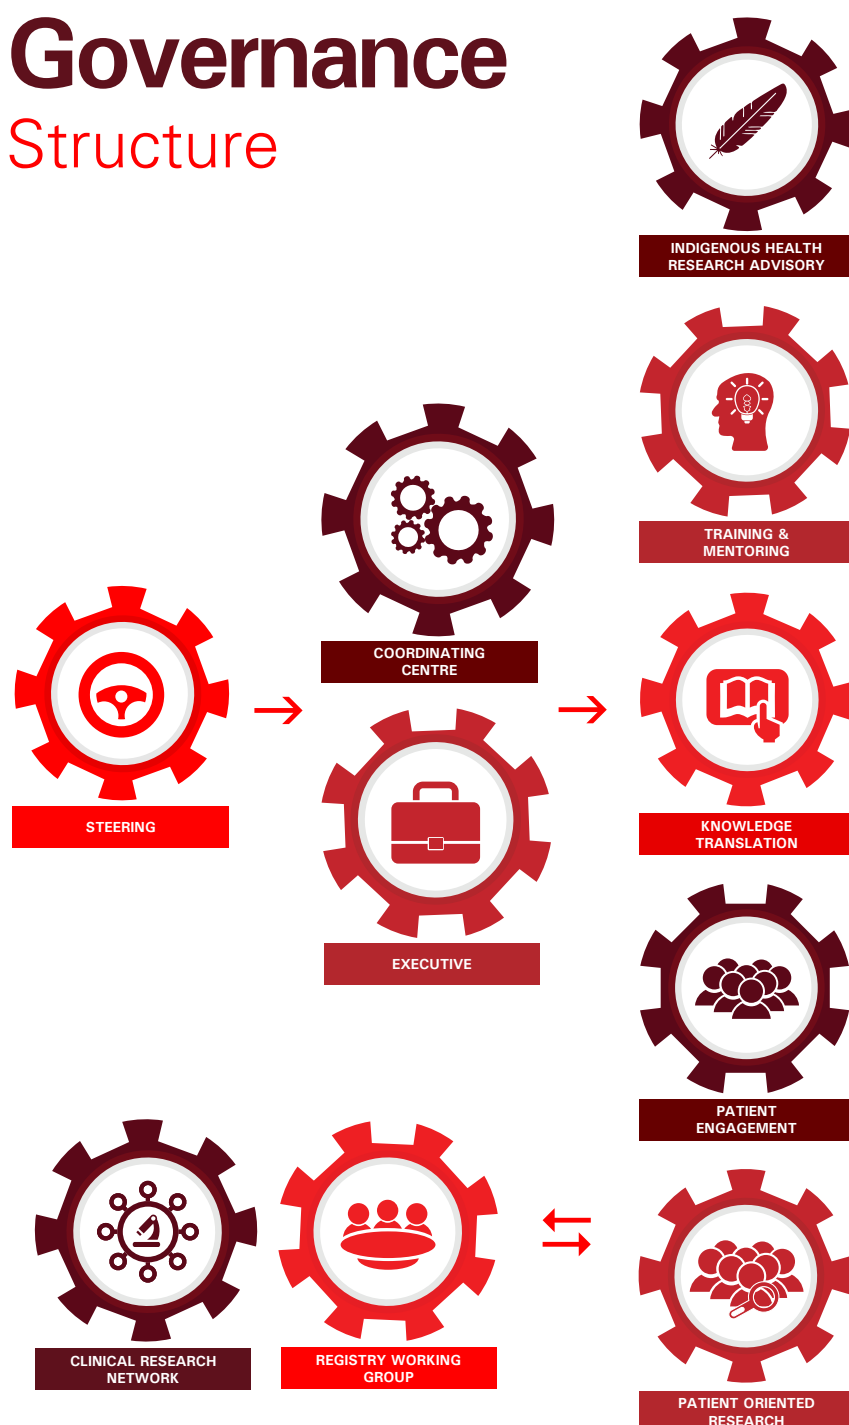 Governance
Structure
INDIGENOUS HEALTH
RESEARCH ADVISORY
TRAINING &
MENTORING
COORDINATING
CENTRE
STEERING
KNOWLEDGE
TRANSLATION
EXECUTIVE
PATIENT
ENGAGEMENT
CLINICAL RESEARCH
NETWORK
REGISTRY WORKING
GROUP
PATIENT ORIENTED
RESEARCH